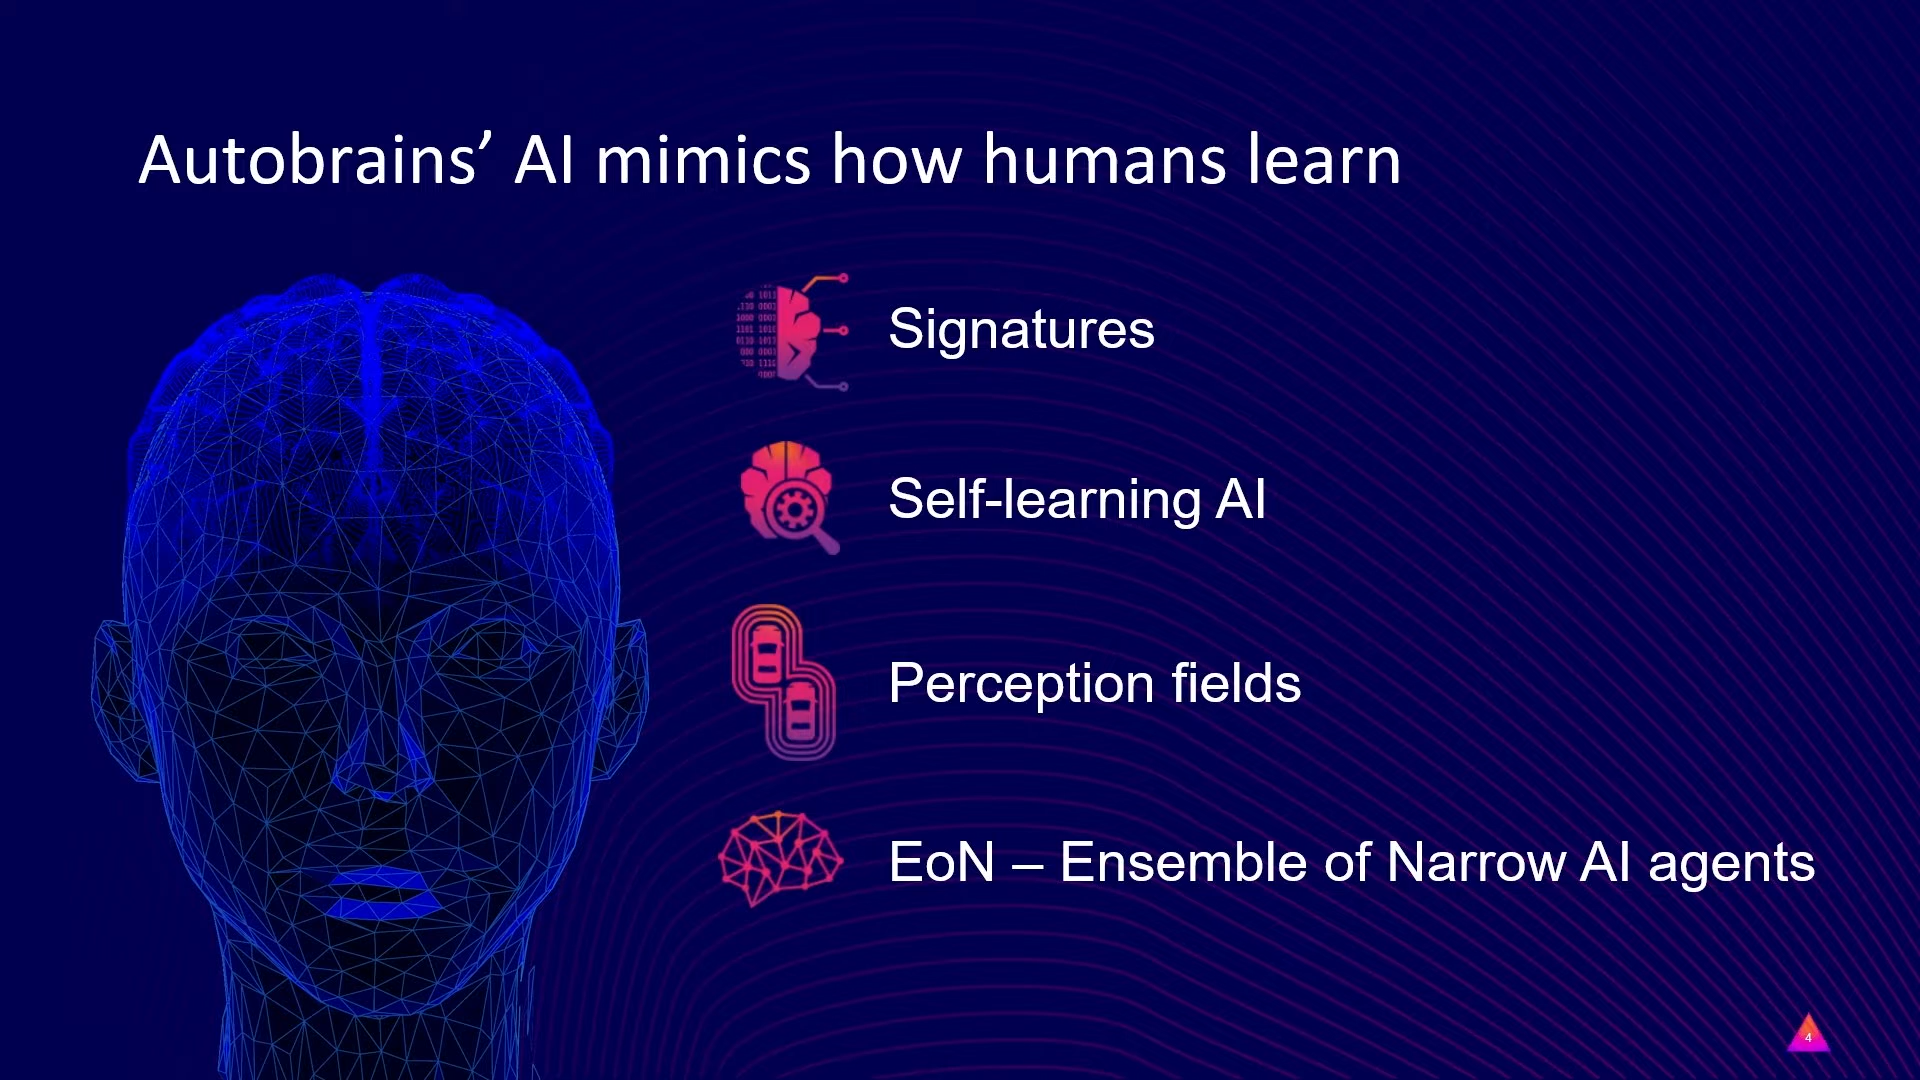 Autobrains’ AI mimics how humans learn
Signatures
Self-learning AI
Perception fields
EoN – Ensemble of Narrow AI agents
4